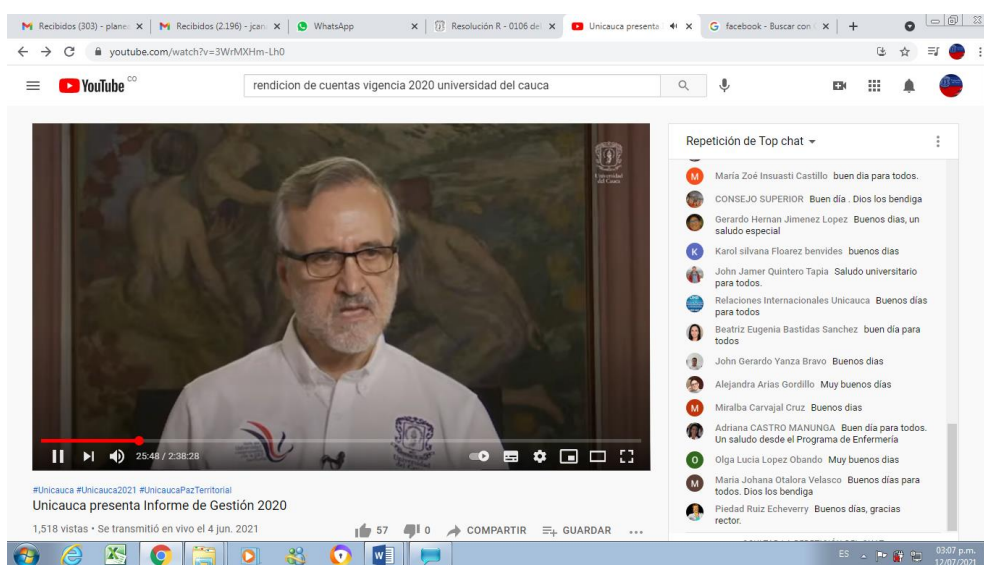 Recibidos (303) - plane
Recibidos (2.196) - jcan
WhatsApp
Resolución R - 0106 de
Unicauca presenta
facebook - Buscar con
youtube.com/watch?v=3WrMXHm-Lh0
YouTube CO
rendicion de cuentas vigencia 2020 universidad del cauca
Universidad
del Cauca
25:48 / 2:38:28
#Unicauca #Unicauca2021 #UnicaucaPazTerritorial
Unicauca presenta Informe de Gestión 2020
1,518 vistas • Se transmitió en vivo el 4 jun. 2021
57
0
COMPARTIR
GUARDAR
Repetición de Top chat
M María Zoé Insuasti Castillo buen dia para todos.
CONSEJO SUPERIOR Buen día . Dios los bendiga
Gerardo Hernan Jimenez Lopez Buenos dias, un
saludo especial
K Karol silvana Floarez benvides buenos dias
John Jamer Quintero Tapia Saludo universitario
para todos.
Relaciones Internacionales Unicauca Buenos días
para todos
Beatriz Eugenia Bastidas Sanchez buen día para
todos
John Gerardo Yanza Bravo Buenos dias
Alejandra Arias Gordillo Muy buenos días
M Miralba Carvajal Cruz Buenos dias
Adriana CASTRO MANUNGA Buen dia para todos.
Un saludo desde el Programa de Enfermería
O Olga Lucia Lopez Obando Muy buenos dias
M Maria Johana Otalora Velasco Buenos días para
todos. Dios los bendiga
Piedad Ruiz Echeverry Buenos días, gracias
rector.
ES
03:07 p.m.
12/07/2021